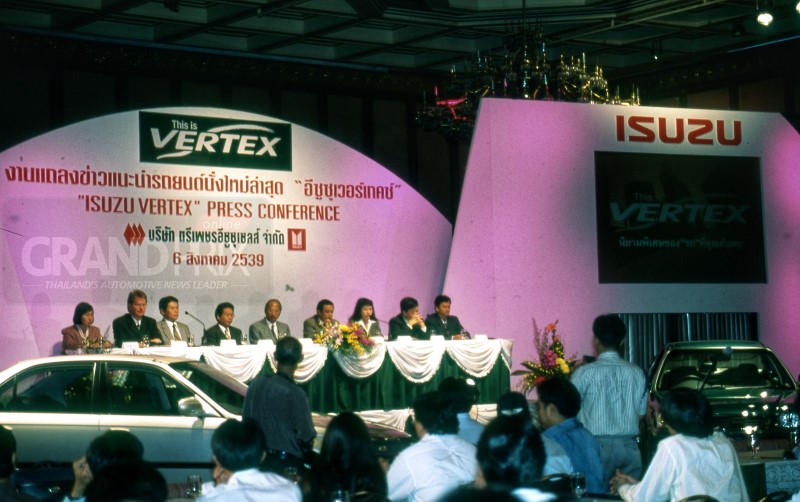 This is
VERTEX
งานแถลงข่าวแนะนำรถยนต์นั่งใหม่ล่าสุด "อีซูซุเวอร์เทคซ์"
"ISUZU VERTEX" PRESS CONFERENCE
บริษัท ตรีเพชรอีซูซุเซลส์ จำกัด
6 สิงหาคม 2539
ISUZU
This is
VERTEX
online
GRANDPRIX
THAILAND'S AUTOMOTIVE NEWS LEADER